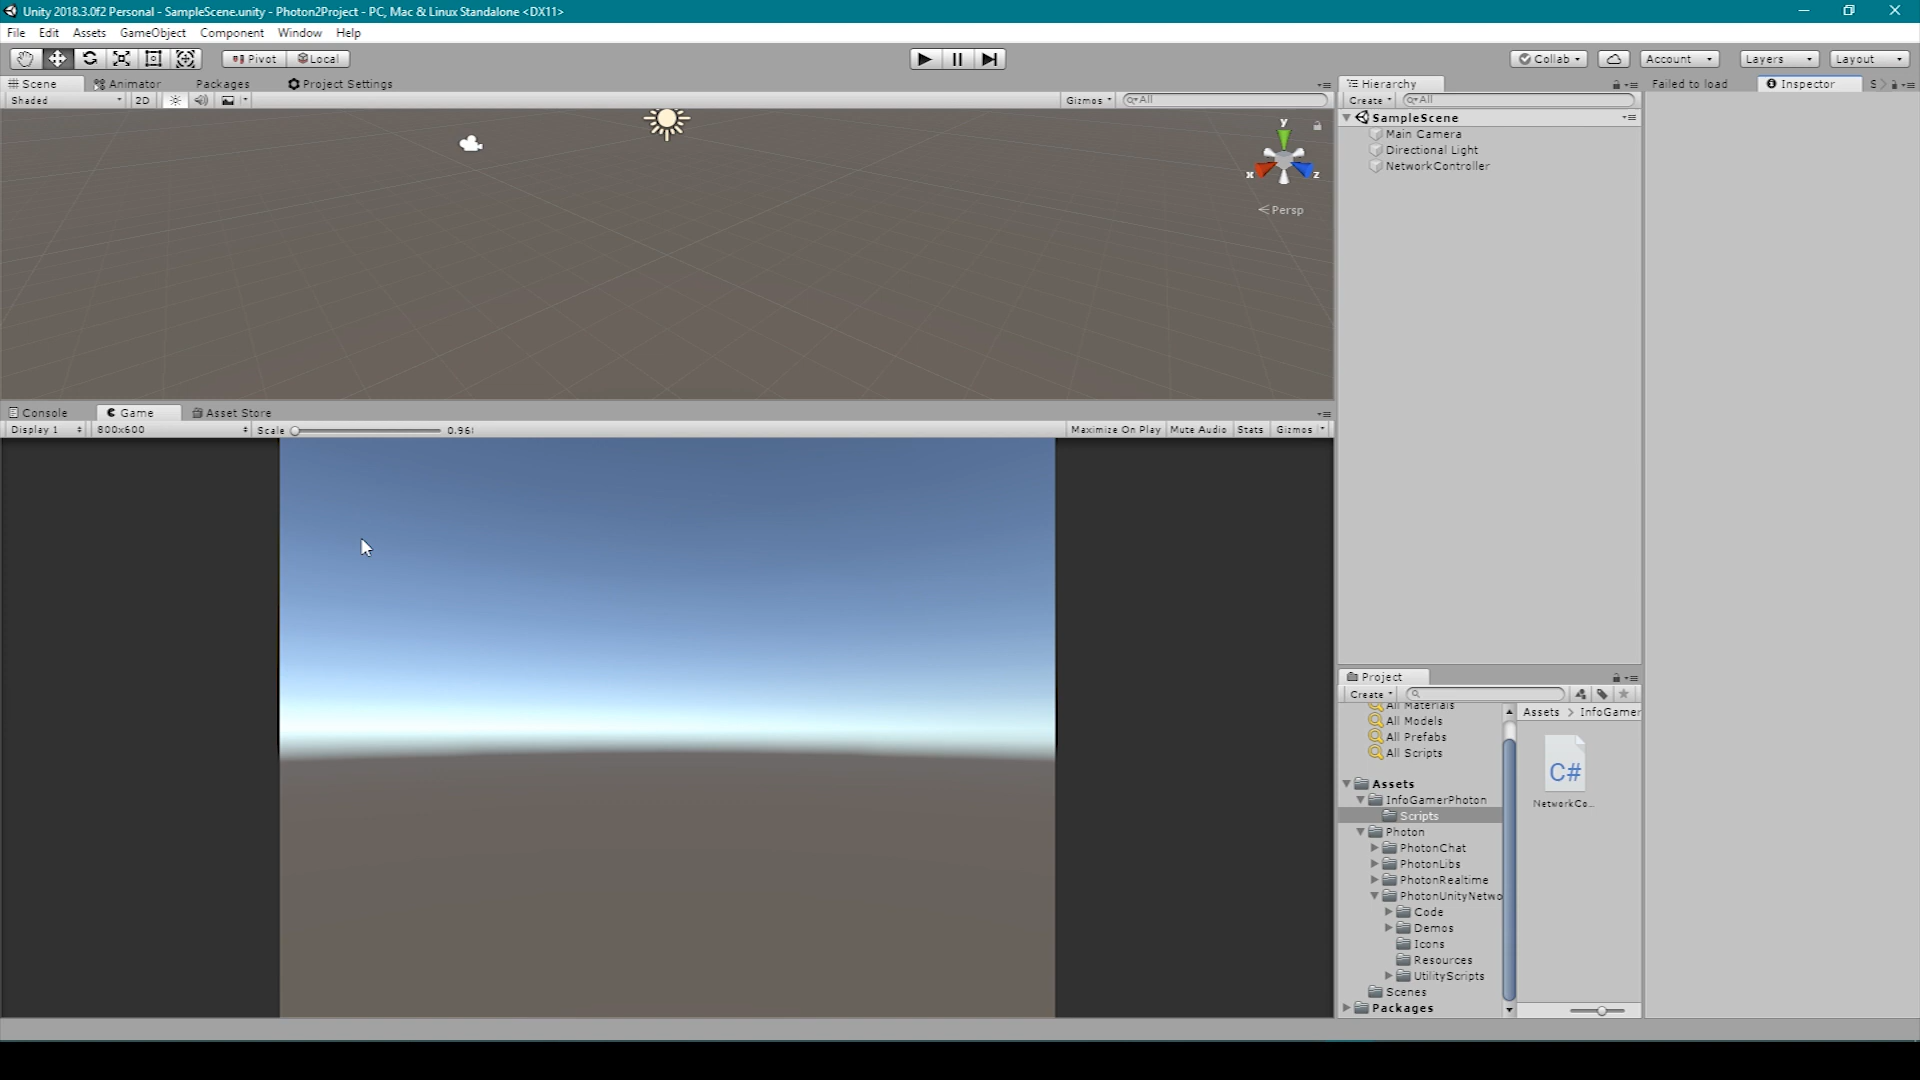 Unity 2018.3.0f2 Personal - SampleScene.unity - Photon2Project - PC, Mac & Linux Standalone <DX11>
File Edit Assets GameObject Component Window Help
Pivot Local Collab Account Layers Layout
Scene Animator Packages Project Settings
Shaded 2D Gizmos All
y
x z
Persp
Console Game Asset Store
Display 1 800x600 Scale 0.96 Maximize On Play Mute Audio Stats Gizmos
Hierarchy
Create All
SampleScene
Main Camera
Directional Light
NetworkController
Failed to load Inspector S
Project
Create
All Materials
All Models
All Prefabs
All Scripts
Assets
InfoGamerPhoton
Scripts
Photon
PhotonChat
PhotonLibs
PhotonRealtime
PhotonUnityNetwo
Code
Demos
Icons
Resources
UtilityScripts
Scenes
Packages
Assets > InfoGamer
C#
NetworkCo...